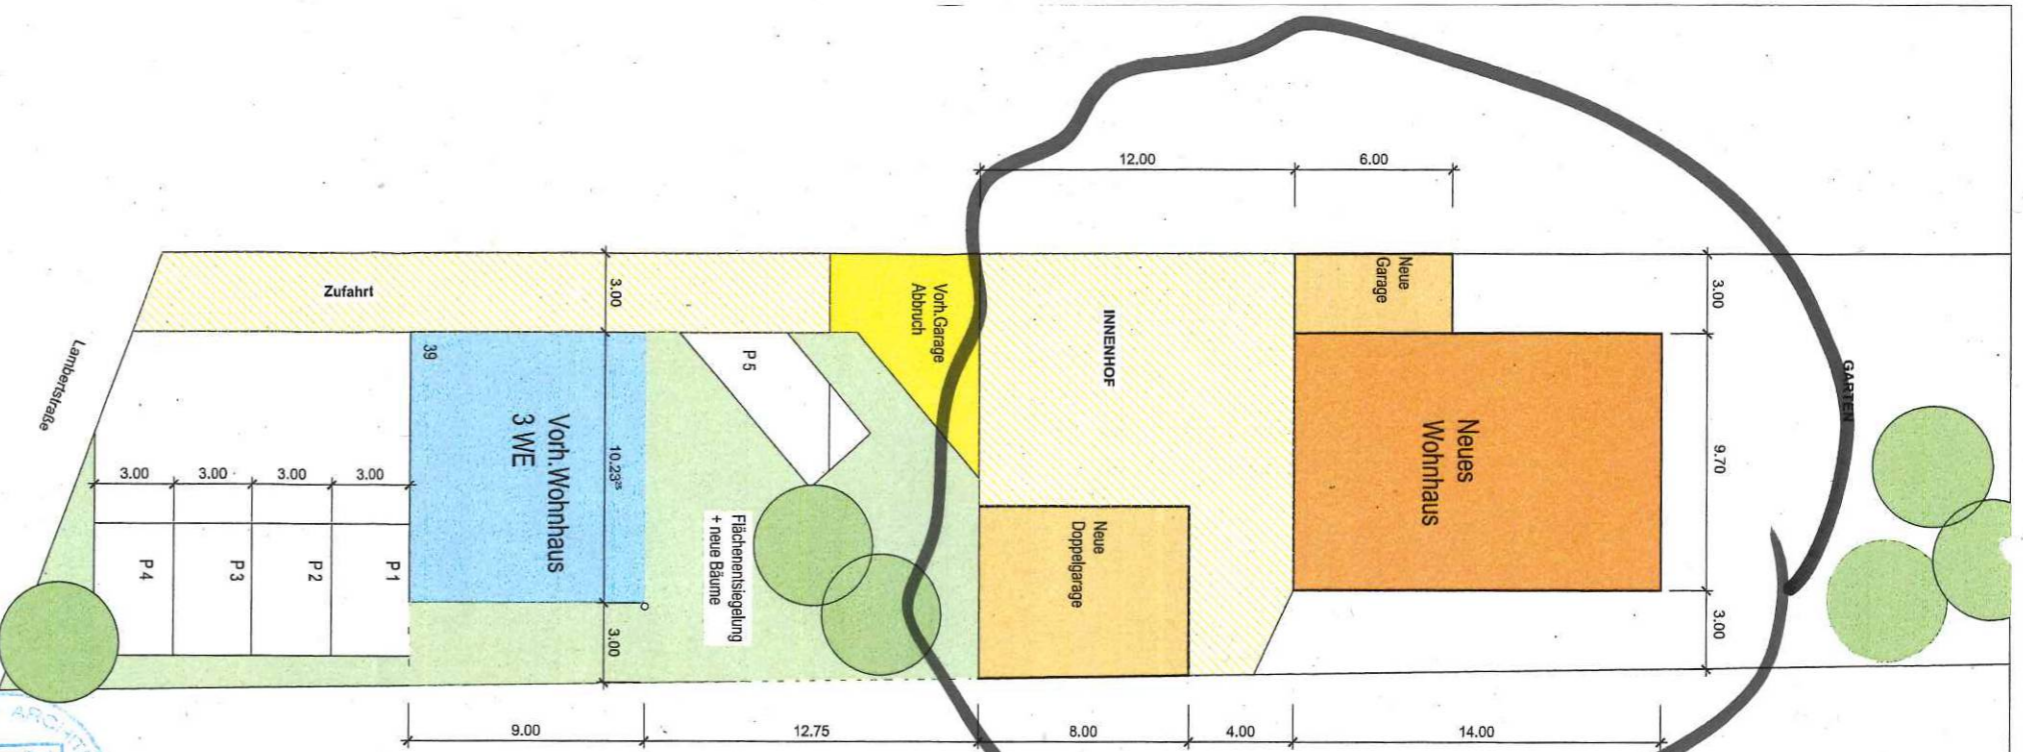 12.00
6.00
Zufahrt
3.00
Vorh.Garage
Abbruch
INNENHOF
Neue
Garage
3.00
GARTEN
Lambertstraße
39
Vorh.Wohnhaus
3 WE
P 5
10.23²⁵
Neues
Wohnhaus
9.70
3.00
3.00
3.00
3.00
P 4
P 3
P 2
P 1
Flächenentsiegelung
+ neue Bäume
Neue
Doppelgarage
3.00
3.00
9.00
12.75
8.00
4.00
14.00